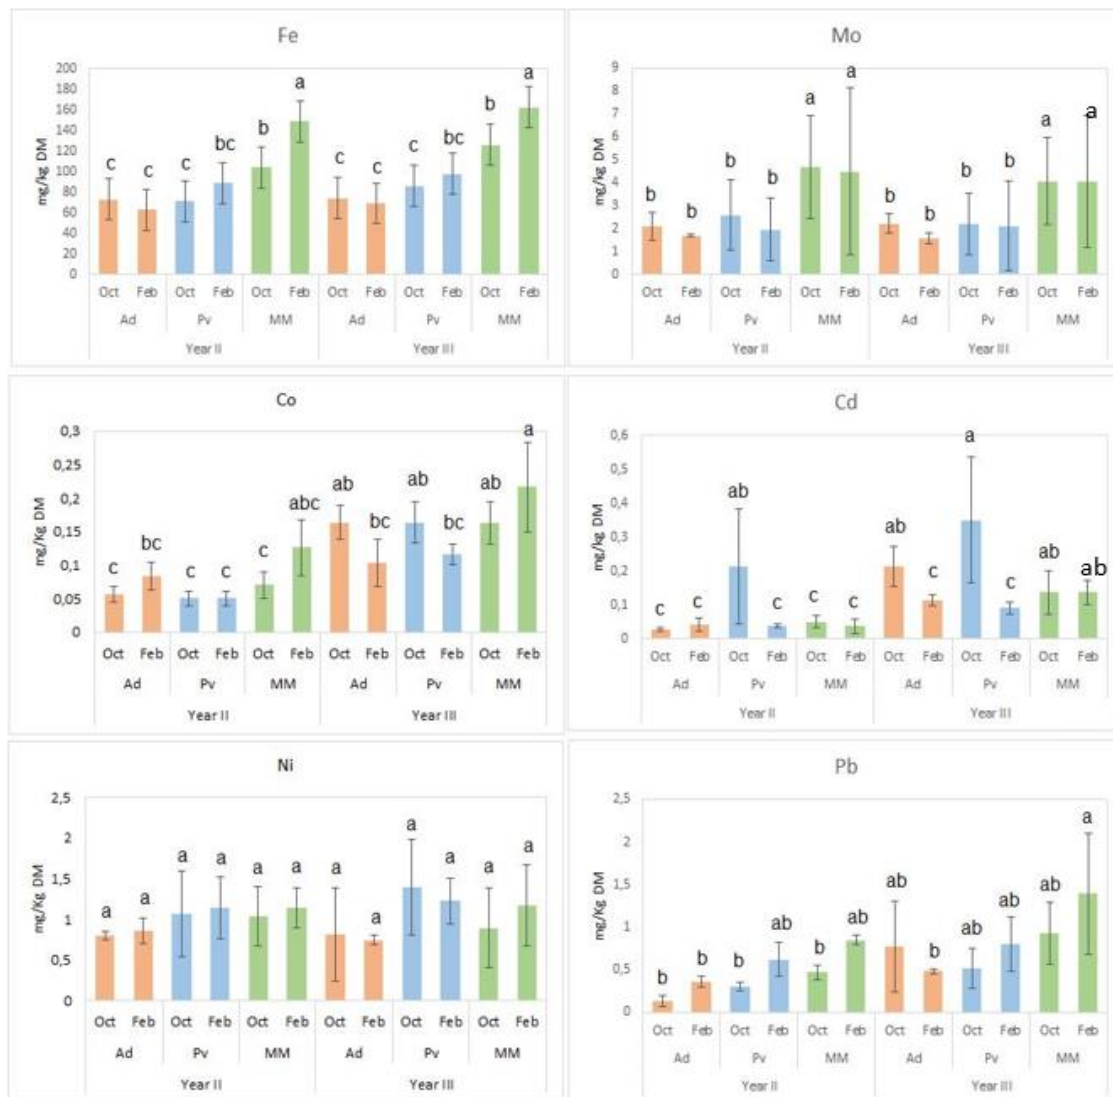 Fe
mg/kg DM
200
180
160
140
120
100
80
60
40
20
0
c c c bc b a c c c bc b a
Oct Feb Oct Feb Oct Feb Oct Feb Oct Feb Oct Feb
Ad Pv MM Ad Pv MM
Year II Year III
Mo
mg/kg DM
9
8
7
6
5
4
3
2
1
0
b b b b a a b b b b a a
Oct Feb Oct Feb Oct Feb Oct Feb Oct Feb Oct Feb
Ad Pv MM Ad Pv MM
Year II Year III
Co
mg/Kg DM
0,3
0,25
0,2
0,15
0,1
0,05
0
c bc c c c abc ab bc ab bc ab a
Oct Feb Oct Feb Oct Feb Oct Feb Oct Feb Oct Feb
Ad Pv MM Ad Pv MM
Year II Year III
Cd
mg/Kg DM
0,6
0,5
0,4
0,3
0,2
0,1
0
c c ab c c c ab c a c ab ab
Oct Feb Oct Feb Oct Feb Oct Feb Oct Feb Oct Feb
Ad Pv MM Ad Pv MM
Year II Year III
Ni
mg/Kg DM
2,5
2
1,5
1
0,5
0
a a a a a a a a a a a a
Oct Feb Oct Feb Oct Feb Oct Feb Oct Feb Oct Feb
Ad Pv MM Ad Pv MM
Year II Year III
Pb
mg/Kg DM
2,5
2
1,5
1
0,5
0
b b b ab b ab ab b ab ab ab a
Oct Feb Oct Feb Oct Feb Oct Feb Oct Feb Oct Feb
Ad Pv MM Ad Pv MM
Year II Year III